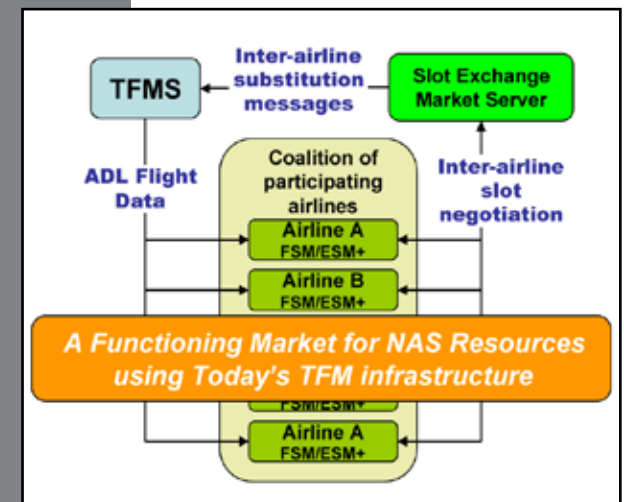 Inter-airline
substitution
messages
TFMS
Slot Exchange
Market Server
ADL Flight
Data
Coalition of
participating
airlines
Inter-airline
slot
negotiation
Airline A
FSM/ESM+
Airline B
FSM/ESM+
A Functioning Market for NAS Resources
using Today's TFM infrastructure
FSM/ESM+
Airline A
FSM/ESM+